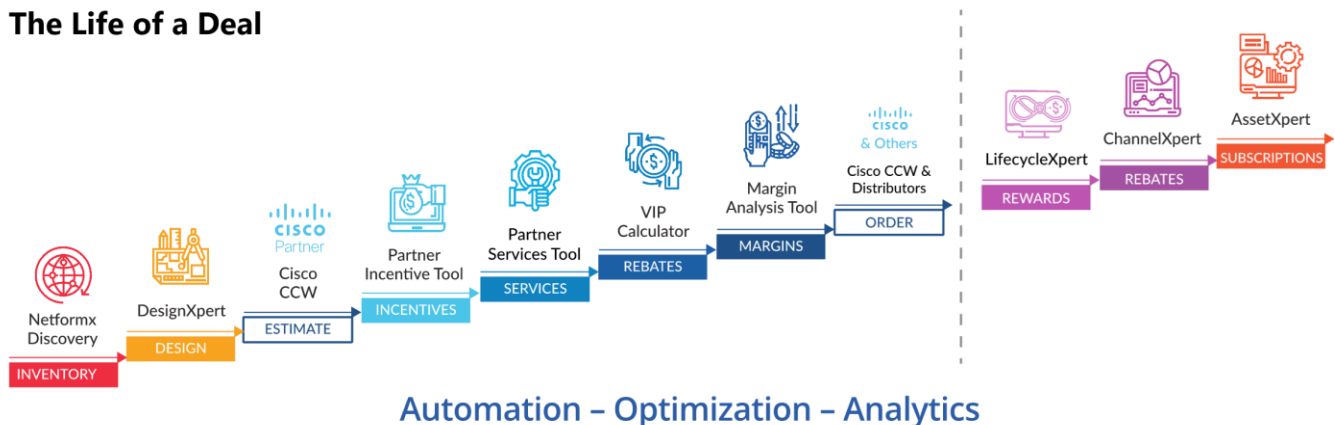 The Life of a Deal
Netformx
Discovery
INVENTORY
DesignXpert
DESIGN
CISCO
Partner
Cisco
CCW
ESTIMATE
Partner
Incentive Tool
INCENTIVES
Partner
Services Tool
SERVICES
VIP
Calculator
REBATES
Margin
Analysis Tool
MARGINS
CISCO
& Others
Cisco CCW &
Distributors
ORDER
LifecycleXpert
REWARDS
ChannelXpert
REBATES
AssetXpert
SUBSCRIPTIONS
Automation – Optimization – Analytics